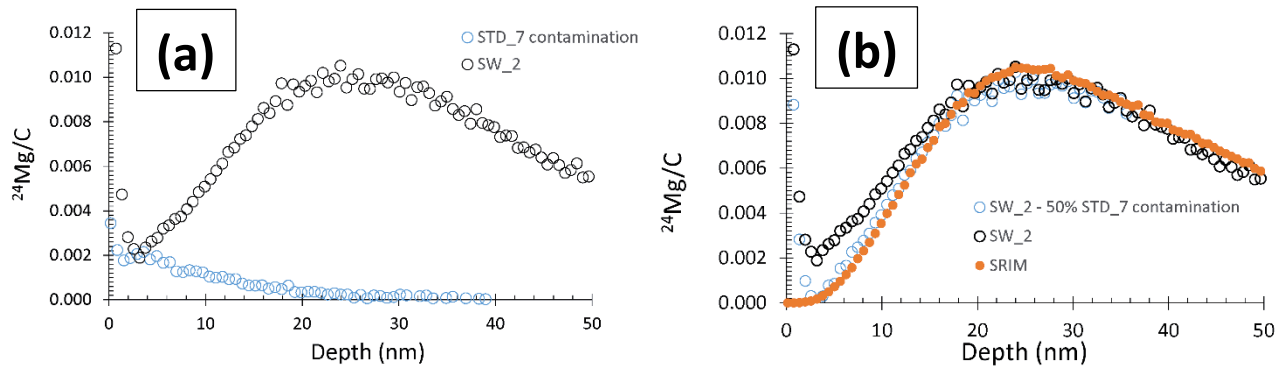 (a)
0.012
0.010
0.008
0.006
0.004
0.002
0.000
²⁴Mg/C
STD_7 contamination
SW_2
0 10 20 30 40 50
Depth (nm)
(b)
0.012
0.010
0.008
0.006
0.004
0.002
0.000
²⁴Mg/C
SW_2 - 50% STD_7 contamination
SW_2
SRIM
0 10 20 30 40 50
Depth (nm)